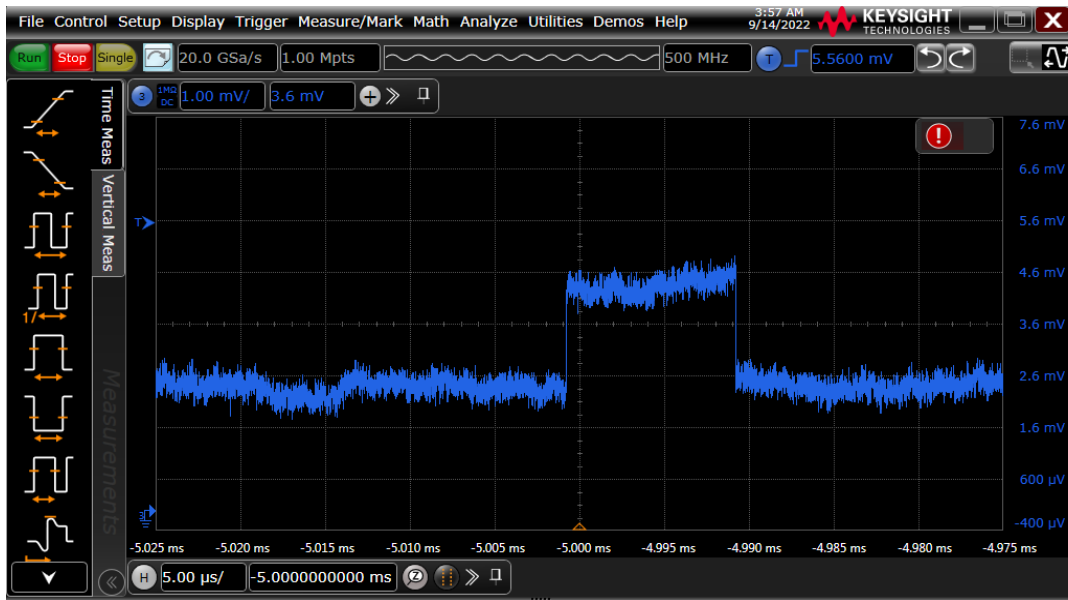 File Control Setup Display Trigger Measure/Mark Math Analyze Utilities Demos Help
3:57 AM
9/14/2022
KEYSIGHT
TECHNOLOGIES
X
Run Stop Single 20.0 GSa/s 1.00 Mpts 500 MHz T 5.5600 mV
3 1MΩ DC 1.00 mV/ 3.6 mV
Time Meas
Vertical Meas
Measurements
1/
T
7.6 mV
6.6 mV
5.6 mV
4.6 mV
3.6 mV
2.6 mV
1.6 mV
600 µV
-400 µV
-5.025 ms -5.020 ms -5.015 ms -5.010 ms -5.005 ms -5.000 ms -4.995 ms -4.990 ms -4.985 ms -4.980 ms -4.975 ms
H 5.00 µs/ -5.0000000000 ms Z